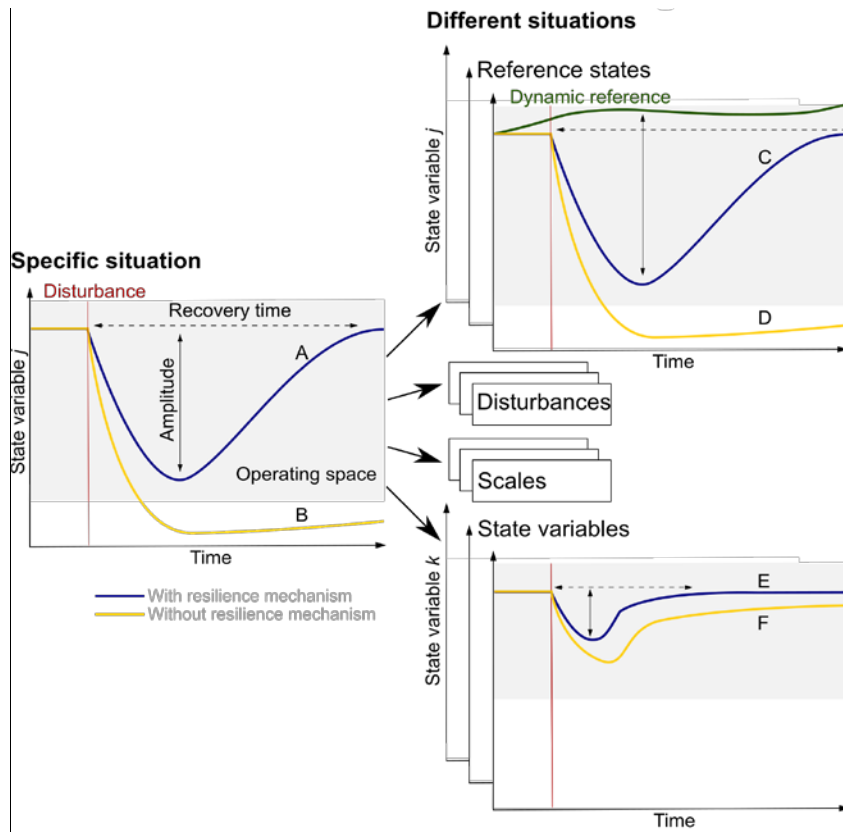 Different situations
Reference states
Dynamic reference
State variable j
C
D
Time
Specific situation
Disturbance
Recovery time
A
Amplitude
Operating space
B
State variable j
Time
With resilience mechanism
Without resilience mechanism
Disturbances
Scales
State variables
State variable k
E
F
Time